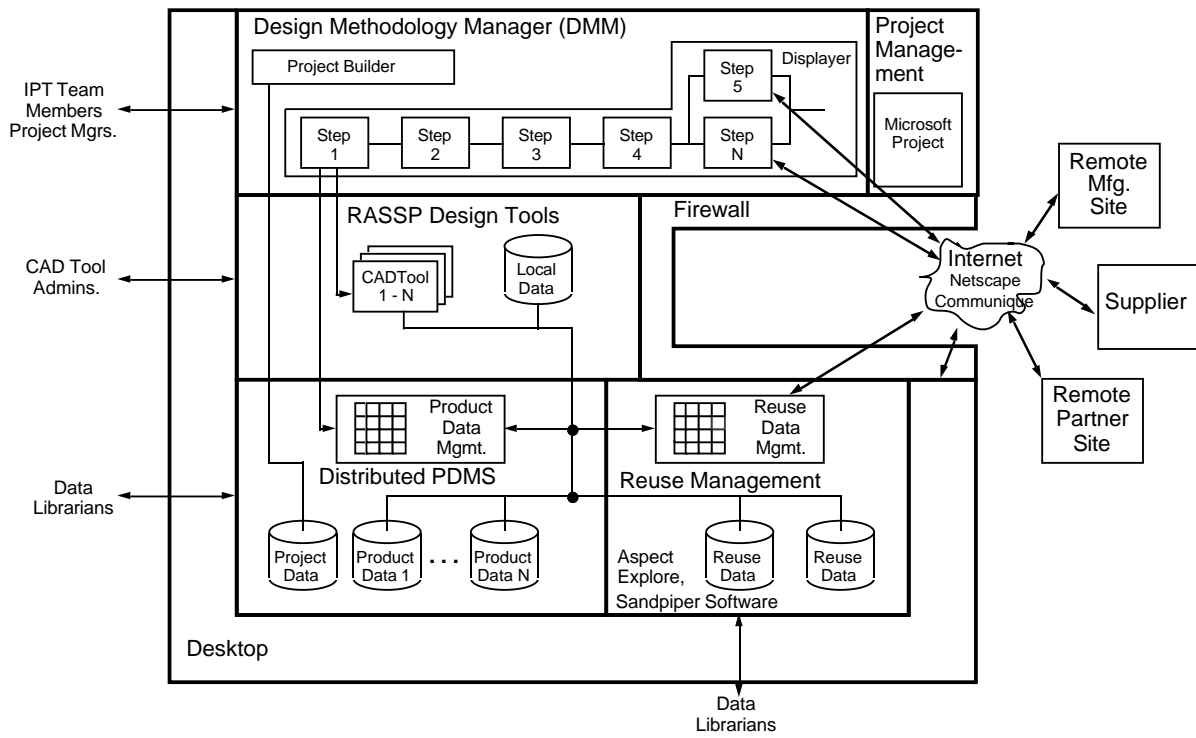 Design Methodology Manager (DMM)
Project
Manage-
ment
Project Builder
Displayer
Step
5
IPT Team
Members
Project Mgrs.
Step
1
Step
2
Step
3
Step
4
Step
N
Microsoft
Project
Remote
Mfg.
Site
RASSP Design Tools
Firewall
CAD Tool
Admins.
CADTool
1 - N
Local
Data
Internet
Netscape
Communique
Supplier
Product
Data
Mgmt.
Reuse
Data
Mgmt.
Remote
Partner
Site
Distributed PDMS
Reuse Management
Data
Librarians
Project
Data
Product
Data 1
. . .
Product
Data N
Aspect
Explore,
Sandpiper Software
Reuse
Data
Reuse
Data
Desktop
Data
Librarians